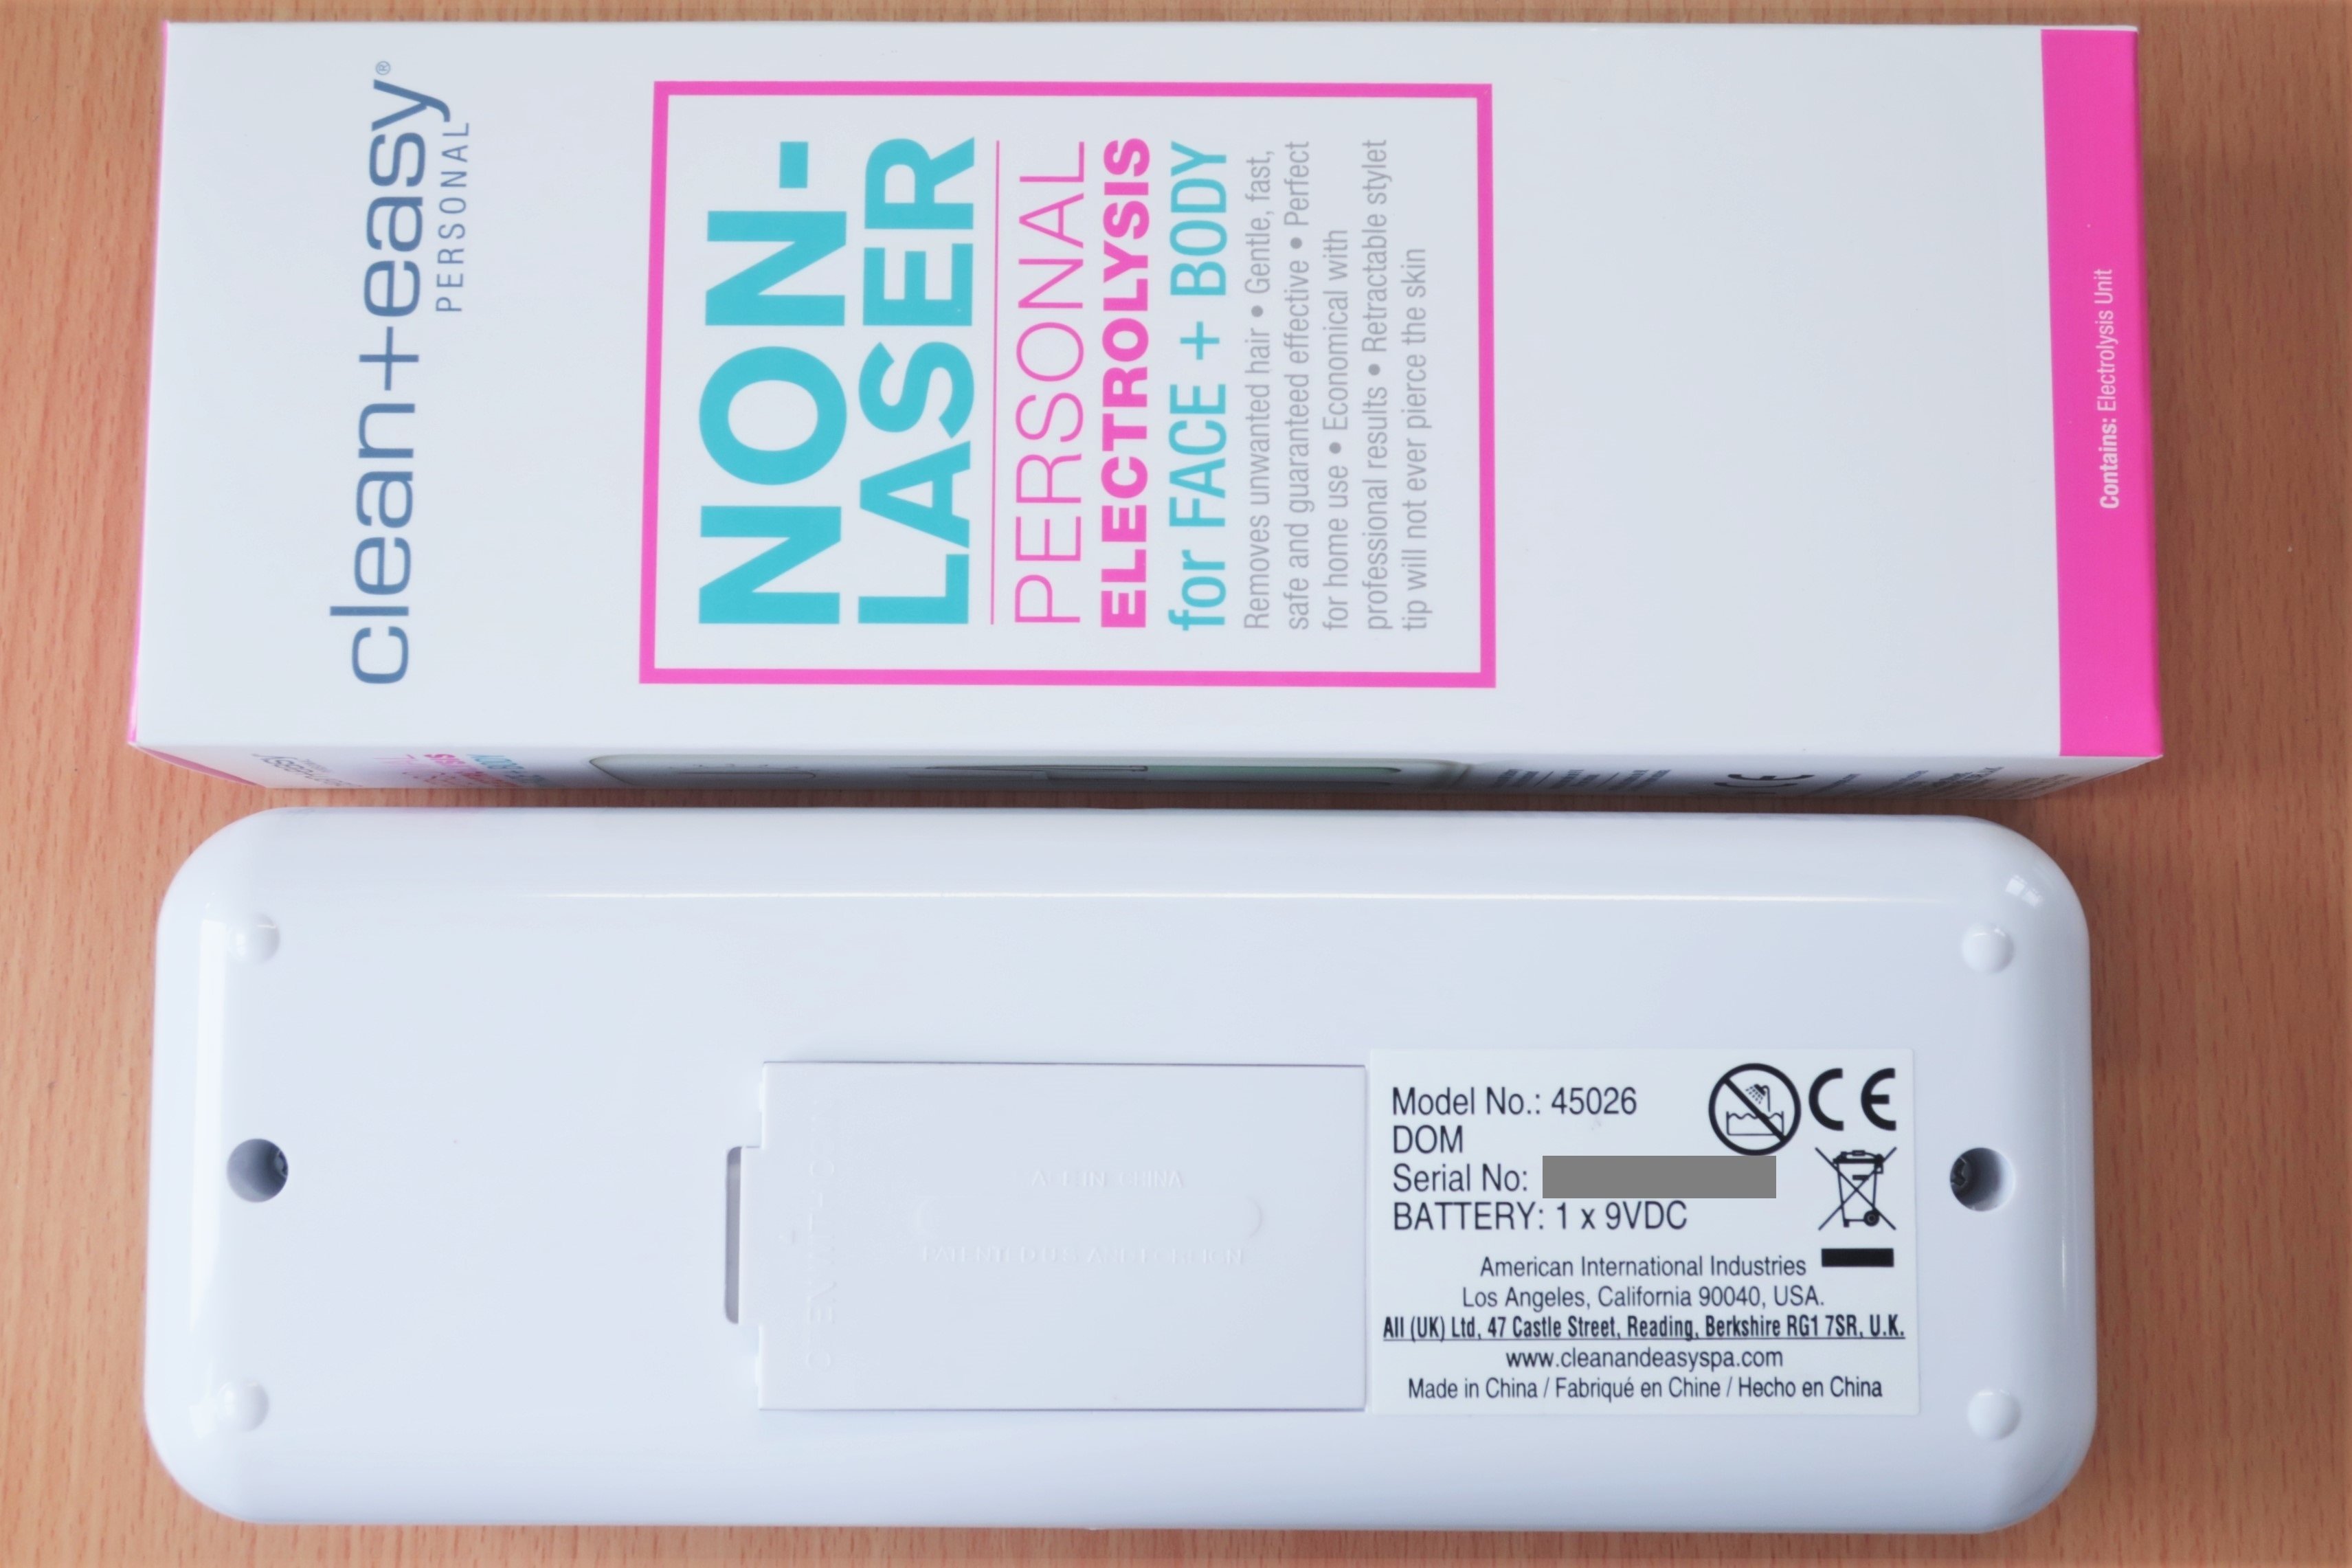 clean+easy®
PERSONAL
NON-
LASER
PERSONAL
ELECTROLYSIS
for FACE + BODY
Removes unwanted hair • Gentle, fast,
safe and guaranteed effective • Perfect
for home use • Economical with
professional results • Retractable stylet
tip will not ever pierce the skin
Contains: Electrolysis Unit
CE
OPEN
CHINA
Model No.: 45026
DOM
Serial No:
BATTERY: 1 x 9VDC
CE
American International Industries
Los Angeles, California 90040, USA.
AII (UK) Ltd, 47 Castle Street, Reading, Berkshire RG1 7SR, U.K.
www.cleanandeasyspa.com
Made in China / Fabriqué en Chine / Hecho en China